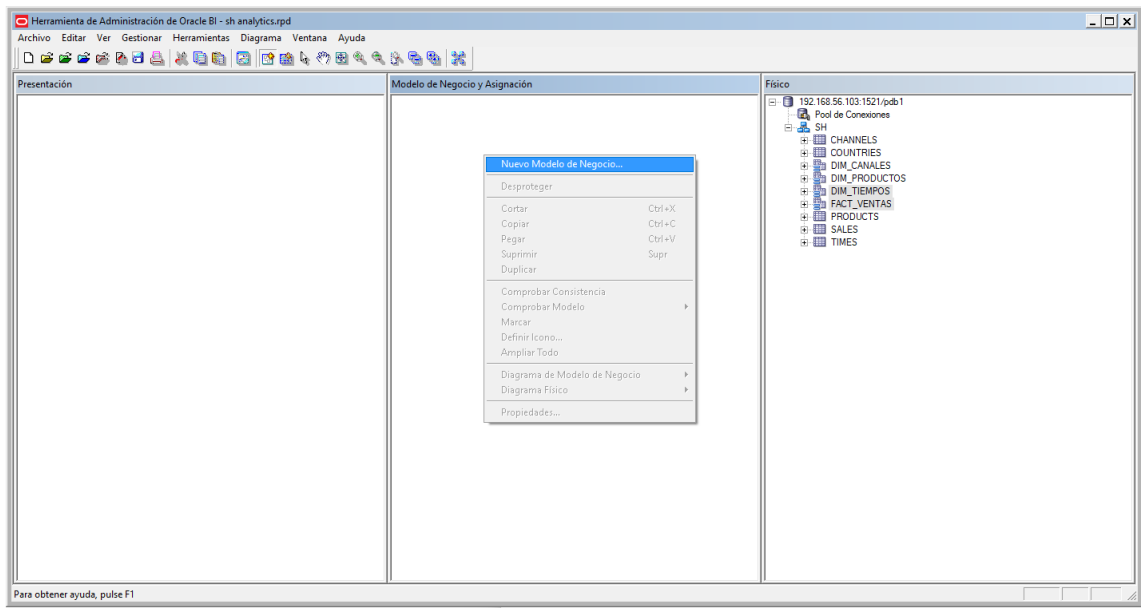 Herramienta de Administración de Oracle BI - sh analytics.rpd
Archivo Editar Ver Gestionar Herramientas Diagrama Ventana Ayuda
Presentación
Modelo de Negocio y Asignación
Físico
192.168.56.103:1521/pdb1
Pool de Conexiones
SH
CHANNELS
COUNTRIES
DIM_CANALES
DIM_PRODUCTOS
DIM_TIEMPOS
FACT_VENTAS
PRODUCTS
SALES
TIMES
Nuevo Modelo de Negocio...
Desproteger
Cortar Ctrl+X
Copiar Ctrl+C
Pegar Ctrl+V
Suprimir Supr
Duplicar
Comprobar Consistencia
Comprobar Modelo
Marcar
Definir Icono...
Ampliar Todo
Diagrama de Modelo de Negocio
Diagrama Físico
Propiedades...
Para obtener ayuda, pulse F1